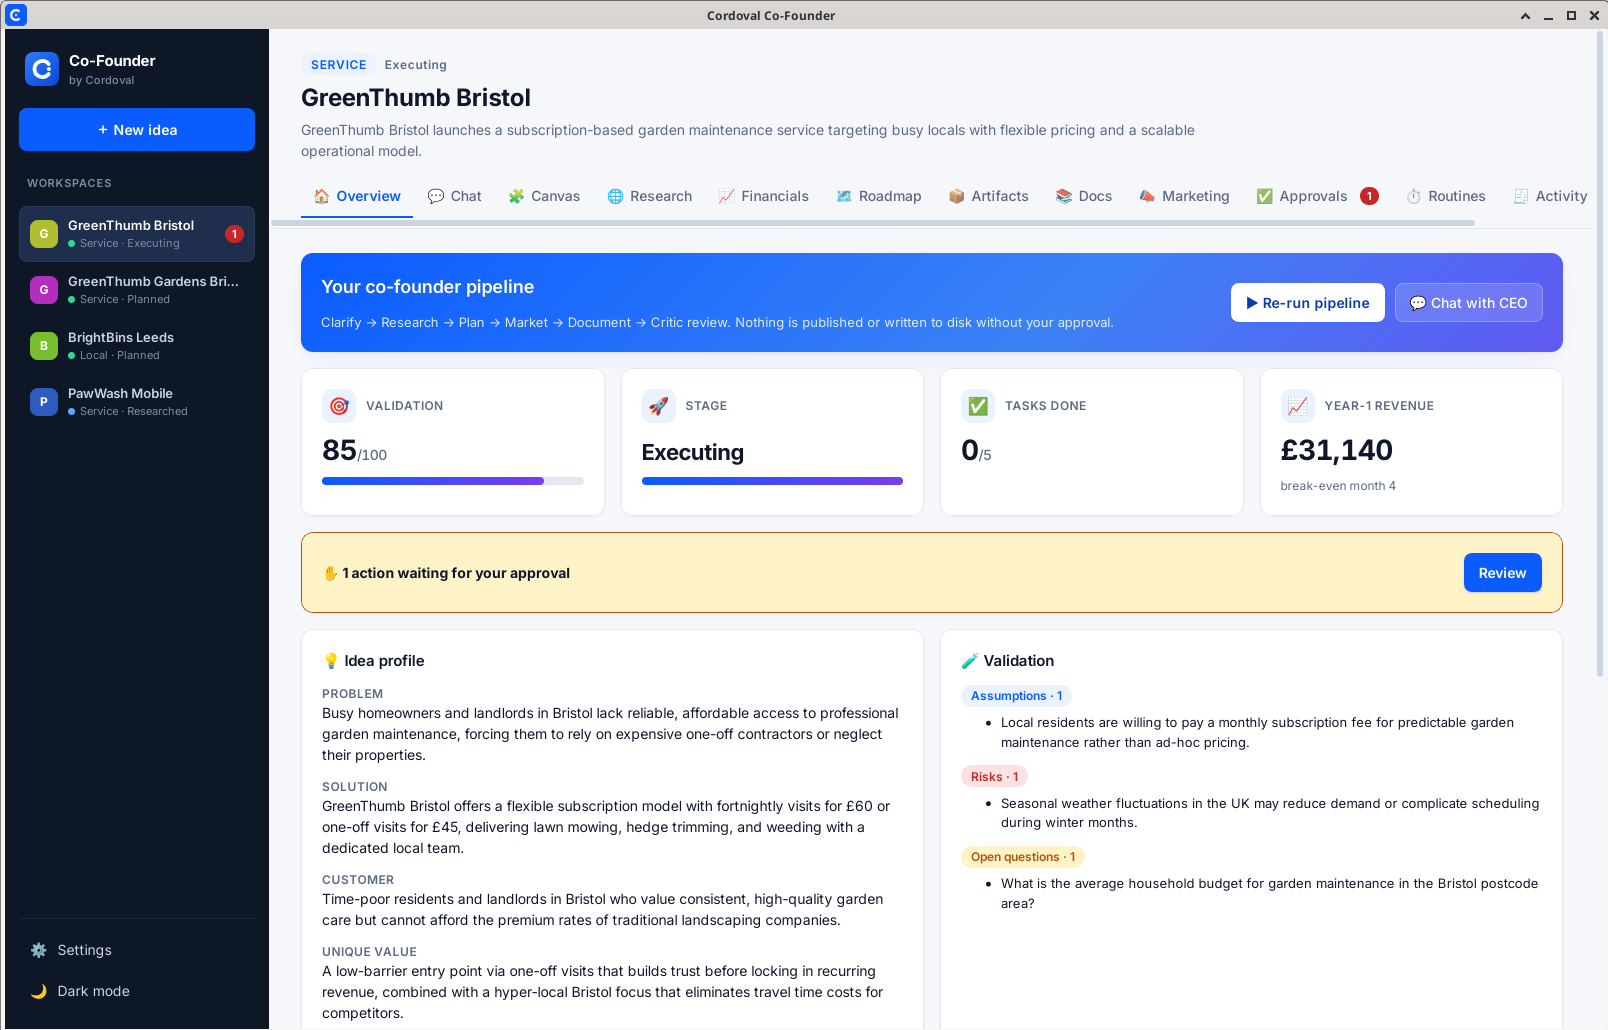 Cordoval Co-Founder
Co-Founder
by Cordoval
+ New idea
WORKSPACES
G
GreenThumb Bristol
Service · Executing
1
G
GreenThumb Gardens Bri...
Service · Planned
B
BrightBins Leeds
Local · Planned
P
PawWash Mobile
Service · Researched
Settings
Dark mode
SERVICE
Executing
GreenThumb Bristol
GreenThumb Bristol launches a subscription-based garden maintenance service targeting busy locals with flexible pricing and a scalable
operational model.
Overview
Chat
Canvas
Research
Financials
Roadmap
Artifacts
Docs
Marketing
Approvals
1
Routines
Activity
Your co-founder pipeline
Clarify → Research → Plan → Market → Document → Critic review. Nothing is published or written to disk without your approval.
Re-run pipeline
Chat with CEO
VALIDATION
85/100
STAGE
Executing
TASKS DONE
0/5
YEAR-1 REVENUE
£31,140
break-even month 4
1 action waiting for your approval
Review
Idea profile
PROBLEM
Busy homeowners and landlords in Bristol lack reliable, affordable access to professional
garden maintenance, forcing them to rely on expensive one-off contractors or neglect
their properties.
SOLUTION
GreenThumb Bristol offers a flexible subscription model with fortnightly visits for £60 or
one-off visits for £45, delivering lawn mowing, hedge trimming, and weeding with a
dedicated local team.
CUSTOMER
Time-poor residents and landlords in Bristol who value consistent, high-quality garden
care but cannot afford the premium rates of traditional landscaping companies.
UNIQUE VALUE
A low-barrier entry point via one-off visits that builds trust before locking in recurring
revenue, combined with a hyper-local Bristol focus that eliminates travel time costs for
competitors.
Validation
Assumptions · 1
• Local residents are willing to pay a monthly subscription fee for predictable garden
maintenance rather than ad-hoc pricing.
Risks · 1
• Seasonal weather fluctuations in the UK may reduce demand or complicate scheduling
during winter months.
Open questions · 1
• What is the average household budget for garden maintenance in the Bristol postcode
area?